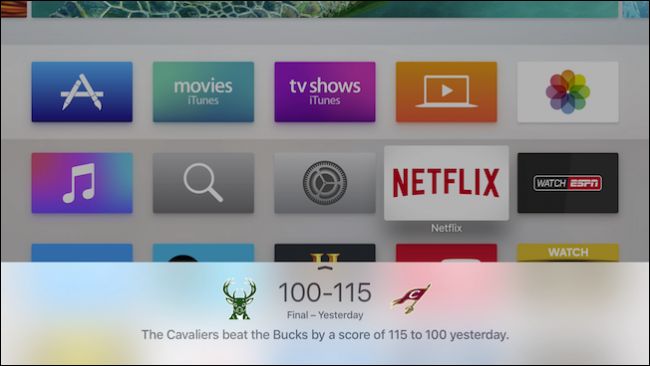 movies
iTunes
tv shows
iTunes
NETFLIX
WATCH ESPN
Netflix
WATCH
100-115
Final – Yesterday
The Cavaliers beat the Bucks by a score of 115 to 100 yesterday.